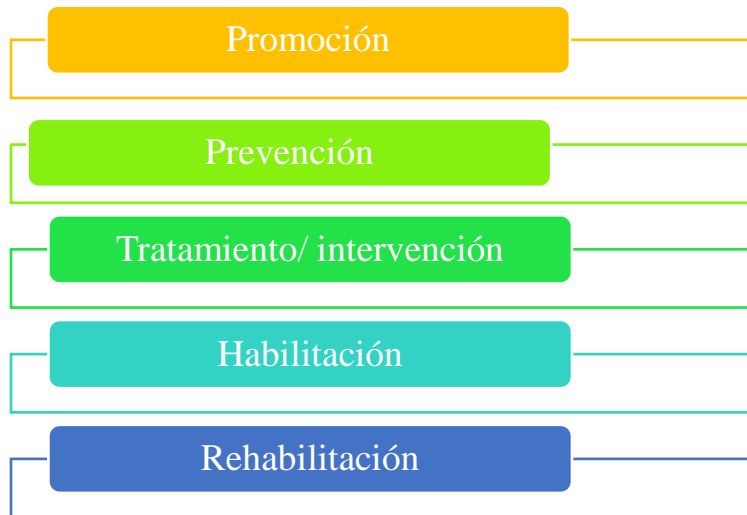 Promoción
Prevención
Tratamiento/ intervención
Habilitación
Rehabilitación